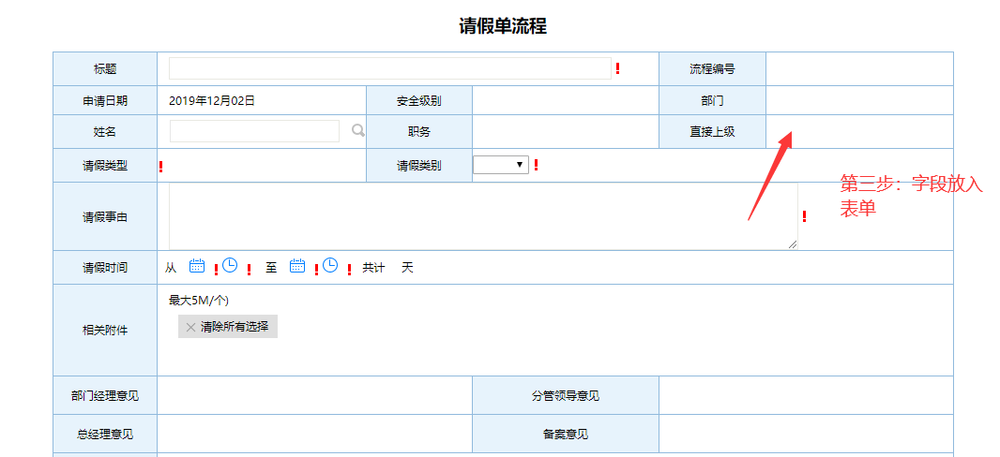 请假单流程
标题
流程编号
申请日期 2019年12月02日 安全级别 部门
姓名 职务 直接上级
请假类型 请假类别
第三步：字段放入
表单
请假事由
请假时间 从 至 共计 天
最大5M/个)
相关附件
清除所有选择
部门经理意见 分管领导意见
总经理意见 备案意见